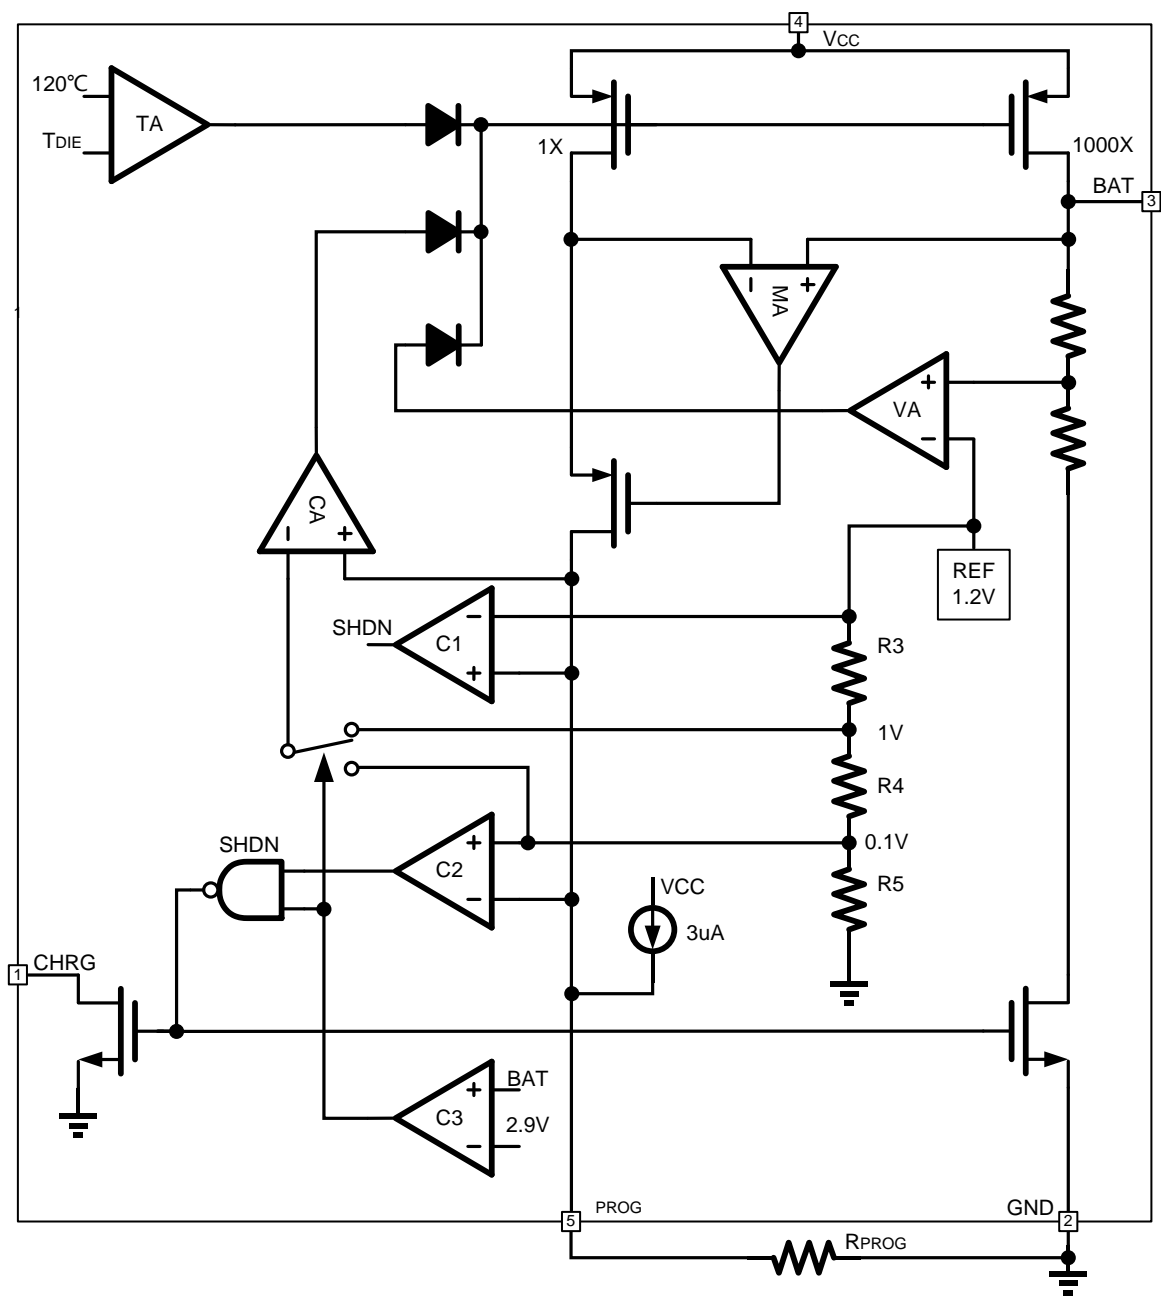 4
VCC
120℃
TA
TDIE
1X
1000X
BAT
3
− +
MA
+
VA
−
CA
− +
REF
1.2V
SHDN
−
C1
+
R3
1V
R4
SHDN
+
0.1V
C2
R5
−
VCC
3uA
1
CHRG
+
BAT
C3
2.9V
−
PROG
GND
5
2
RPROG